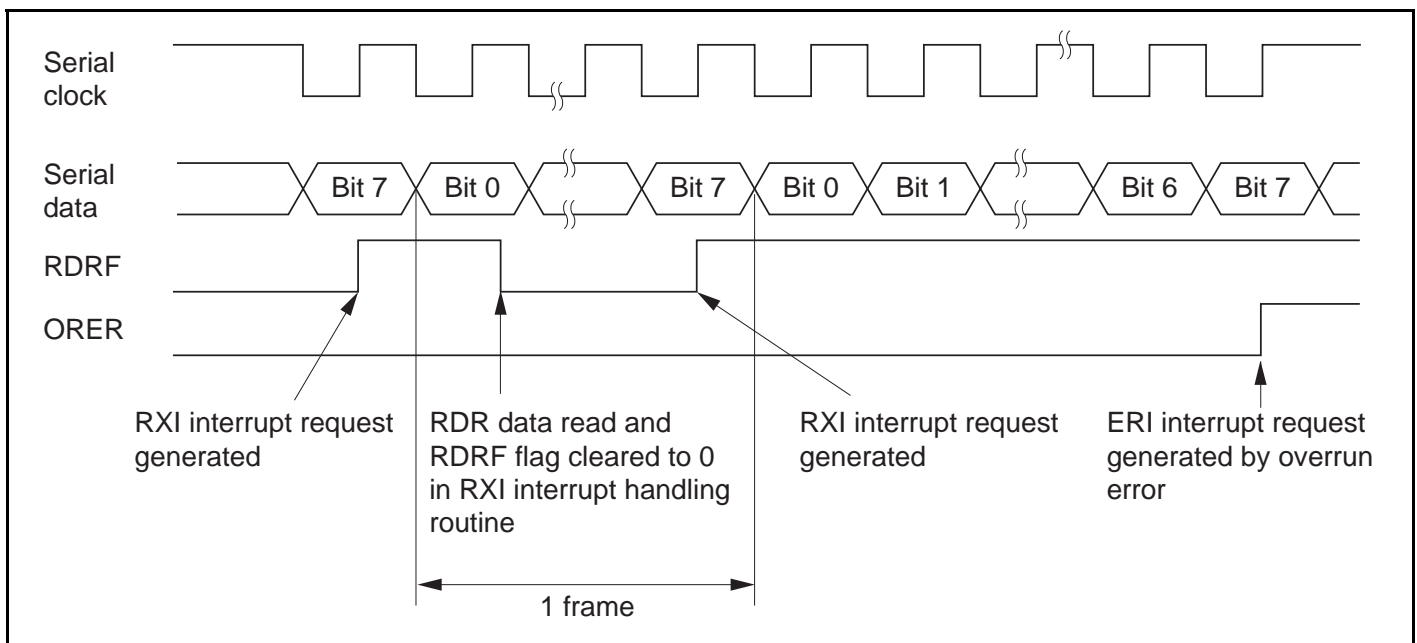 Serial
clock
Serial
data
Bit 7
Bit 0
Bit 7
Bit 0
Bit 1
Bit 6
Bit 7
RDRF
ORER
RXI interrupt request
generated
RDR data read and
RDRF flag cleared to 0
in RXI interrupt handling
routine
RXI interrupt request
generated
ERI interrupt request
generated by overrun
error
1 frame